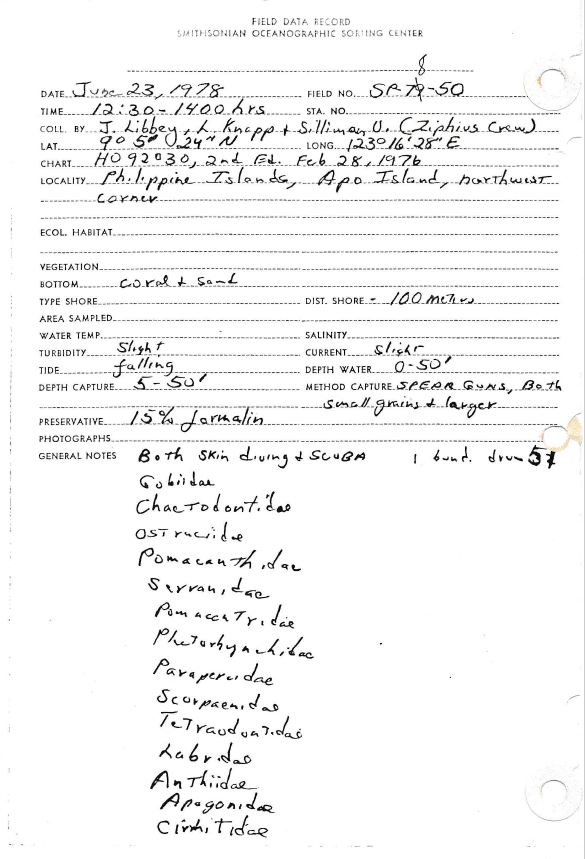 FIELD DATA RECORD
SMITHSONIAN OCEANOGRAPHIC SORTING CENTER
8
DATE June 23, 1978 FIELD NO. SP-79-50
TIME 12:30-1400 hrs STA. NO.
COLL. BY J. Libbey, L. Knapp + Silliman U. (Ziphius Crew)
LAT. 9° 5' 0.24" N LONG. 123° 16' 28" E
CHART HO 92030, 2nd Ed. Feb 28, 1976
LOCALITY Philippine Islands, Apo Island, northwest
corner
ECOL. HABITAT
VEGETATION
BOTTOM coral + sand
TYPE SHORE DIST. SHORE - 100 meters
AREA SAMPLED
WATER TEMP. SALINITY
TURBIDITY Slight CURRENT Slight
TIDE falling DEPTH WATER 0-50'
DEPTH CAPTURE 5-50' METHOD CAPTURE SPEAR GUNS, Both
small grains + larger
PRESERVATIVE 15% formalin
PHOTOGRAPHS
GENERAL NOTES Both skin diving + SCUBA 1 bund. drum
Gobiidae
Chaetodontidae
Ostraciidae
Pomacanthidae
Serranidae
Pomacentridae
Pletorhynchidae
Parapercidae
Scorpaenidae
Tetraodontidae
Labridae
Anthiidae
Apogonidae
Cirrhitidae